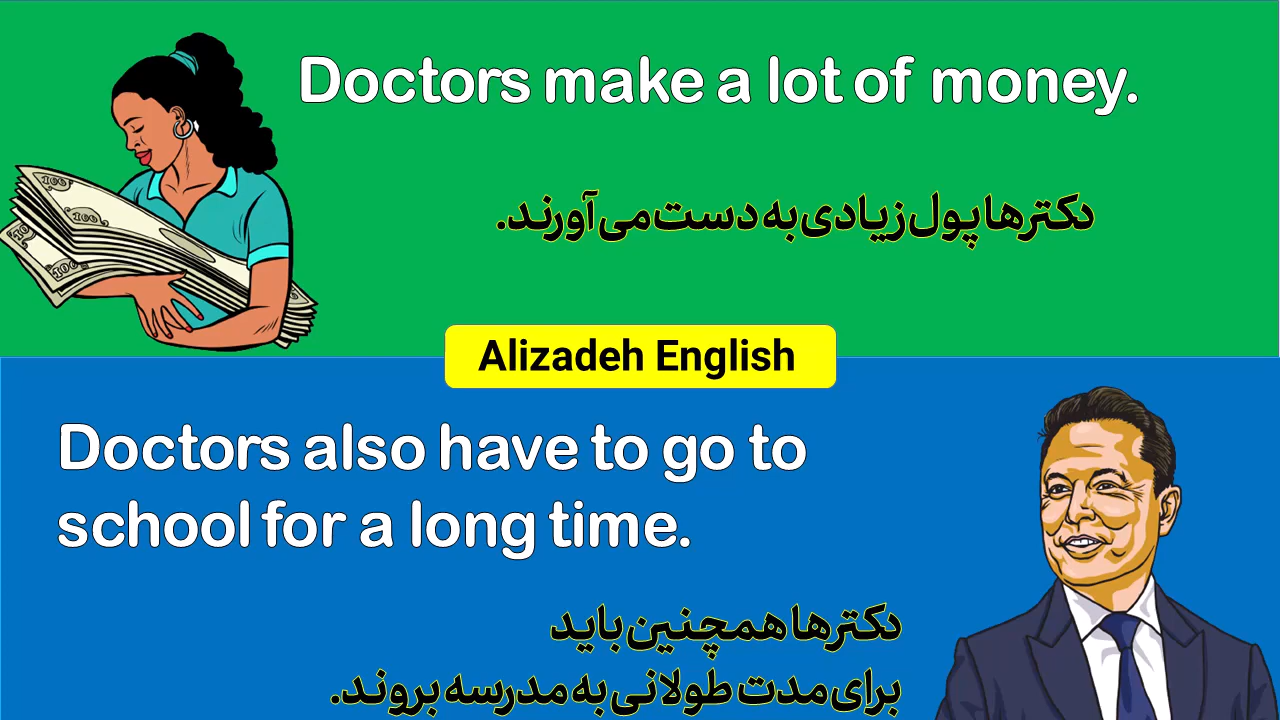 Doctors make a lot of money.
دکترها پول زیادی به دست می‌آورند.
Alizadeh English
Doctors also have to go to
school for a long time.
دکترها همچنین باید
برای مدت طولانی به مدرسه بروند.